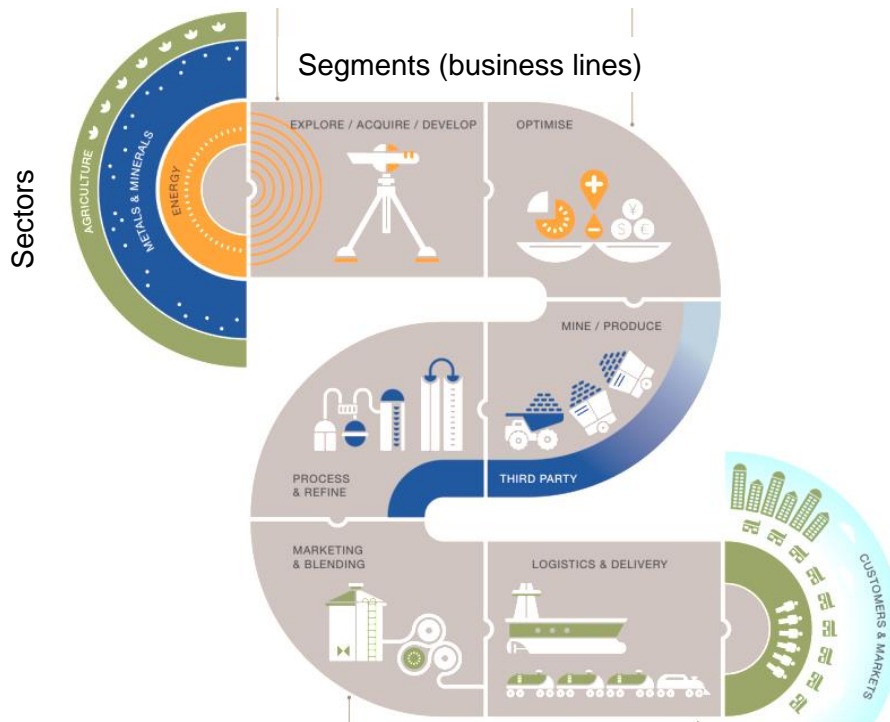 Segments (business lines)
Sectors
AGRICULTURE
METALS & MINERALS
ENERGY
EXPLORE / ACQUIRE / DEVELOP
OPTIMISE
¥
$ €
MINE / PRODUCE
PROCESS
& REFINE
THIRD PARTY
MARKETING
& BLENDING
LOGISTICS & DELIVERY
CUSTOMERS & MARKETS